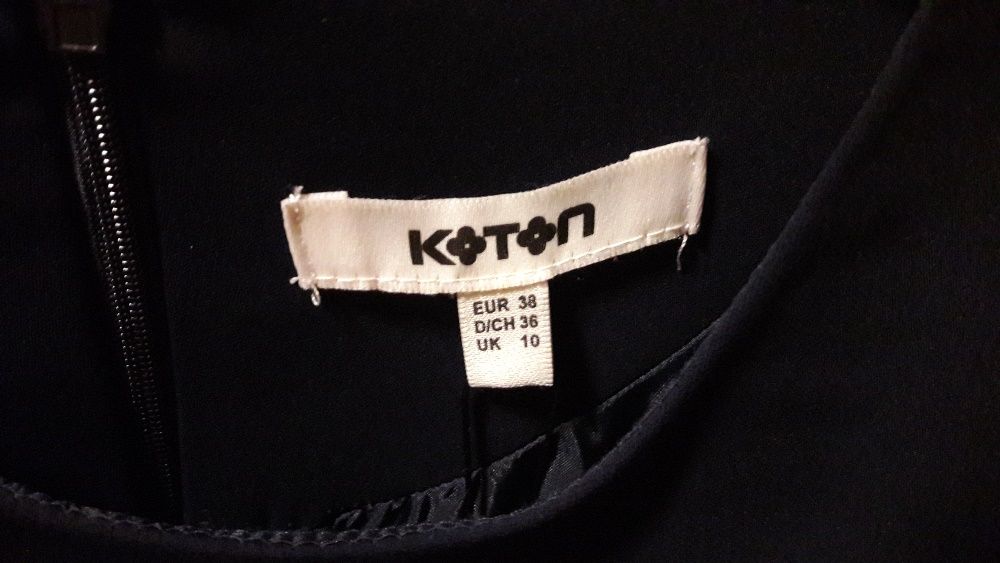 KOTON
EUR 38
D/CH 36
UK 10